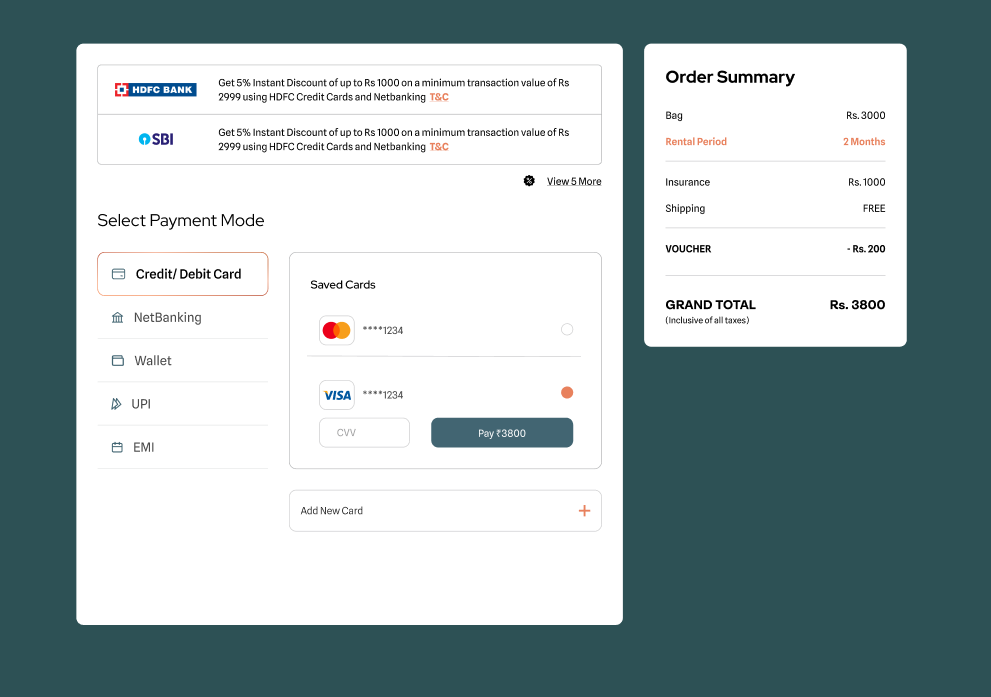 HDFC BANK
Get 5% Instant Discount of up to Rs 1000 on a minimum transaction value of Rs
2999 using HDFC Credit Cards and Netbanking T&C
SBI
Get 5% Instant Discount of up to Rs 1000 on a minimum transaction value of Rs
2999 using HDFC Credit Cards and Netbanking T&C
View 5 More
Select Payment Mode
Credit/ Debit Card
NetBanking
Wallet
UPI
EMI
Saved Cards
****1234
VISA ****1234
CVV
Pay ₹3800
Add New Card
Order Summary
Bag Rs. 3000
Rental Period 2 Months
Insurance Rs. 1000
Shipping FREE
VOUCHER - Rs. 200
GRAND TOTAL Rs. 3800
(Inclusive of all taxes)